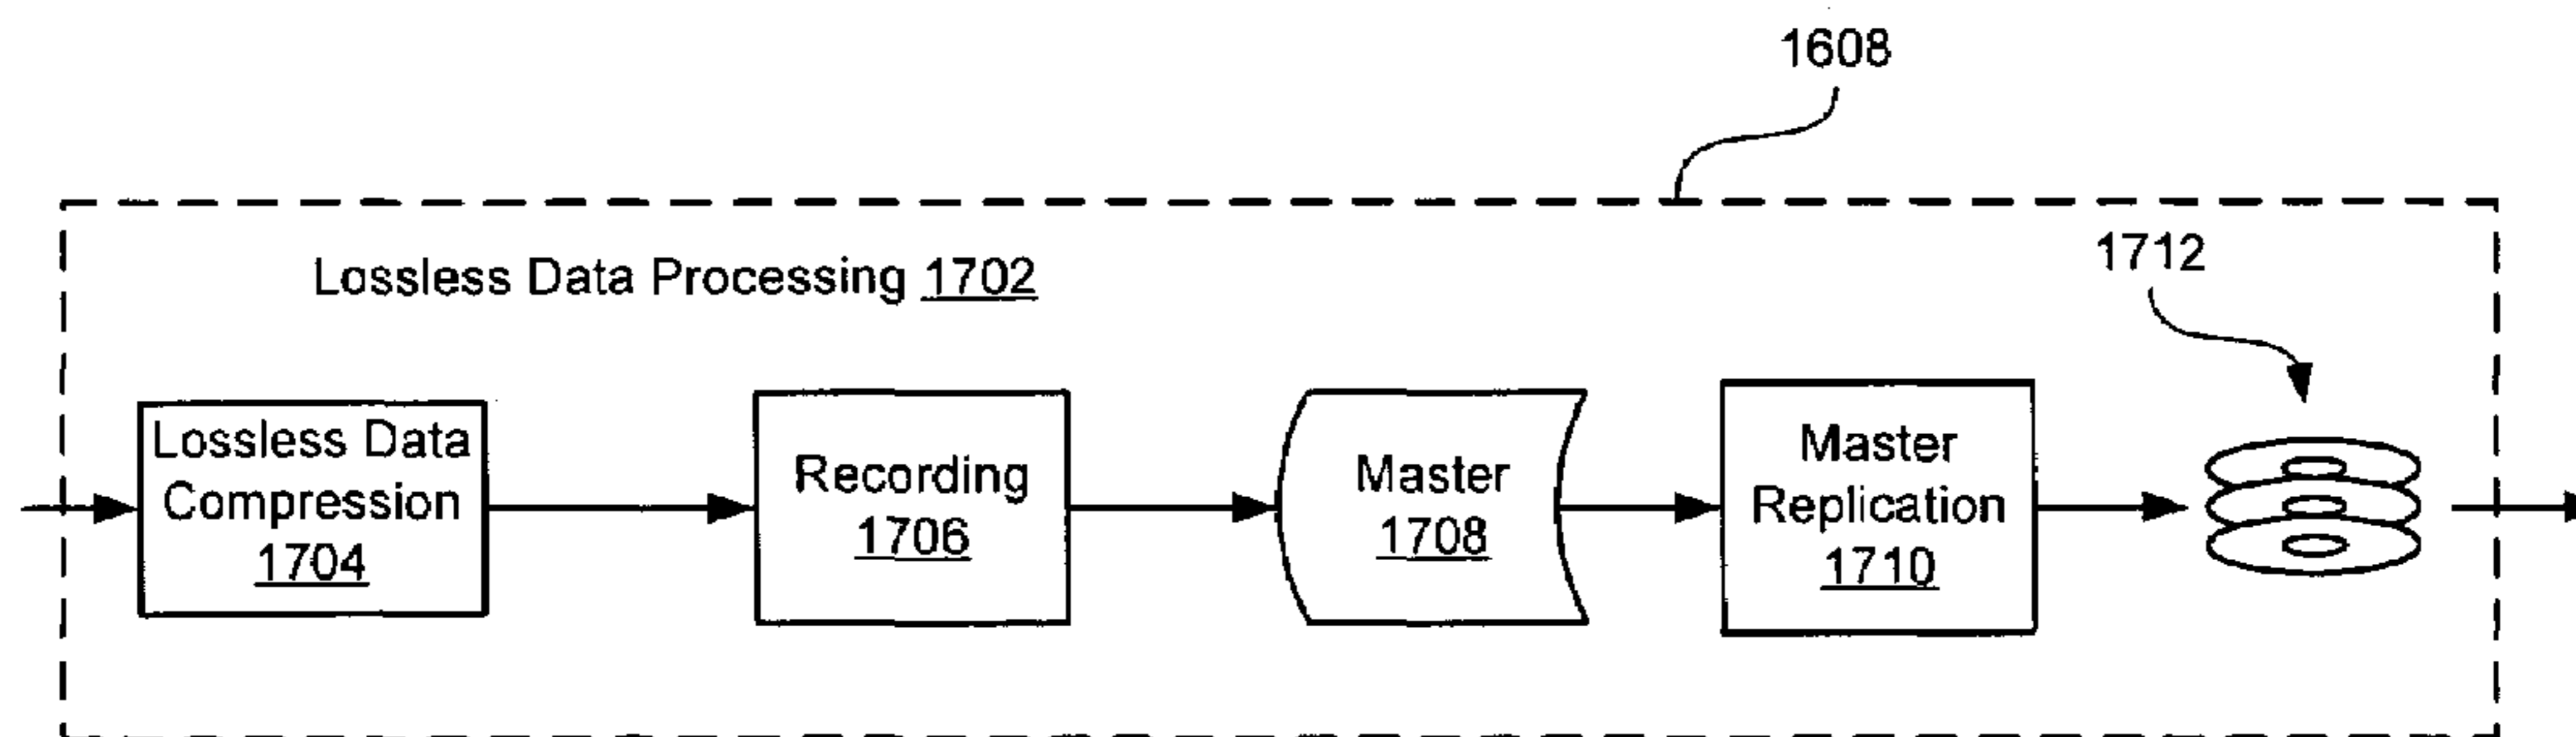 1608
1712
Lossless Data Processing 1702
Lossless Data
Compression
1704
Recording
1706
Master
1708
Master
Replication
1710